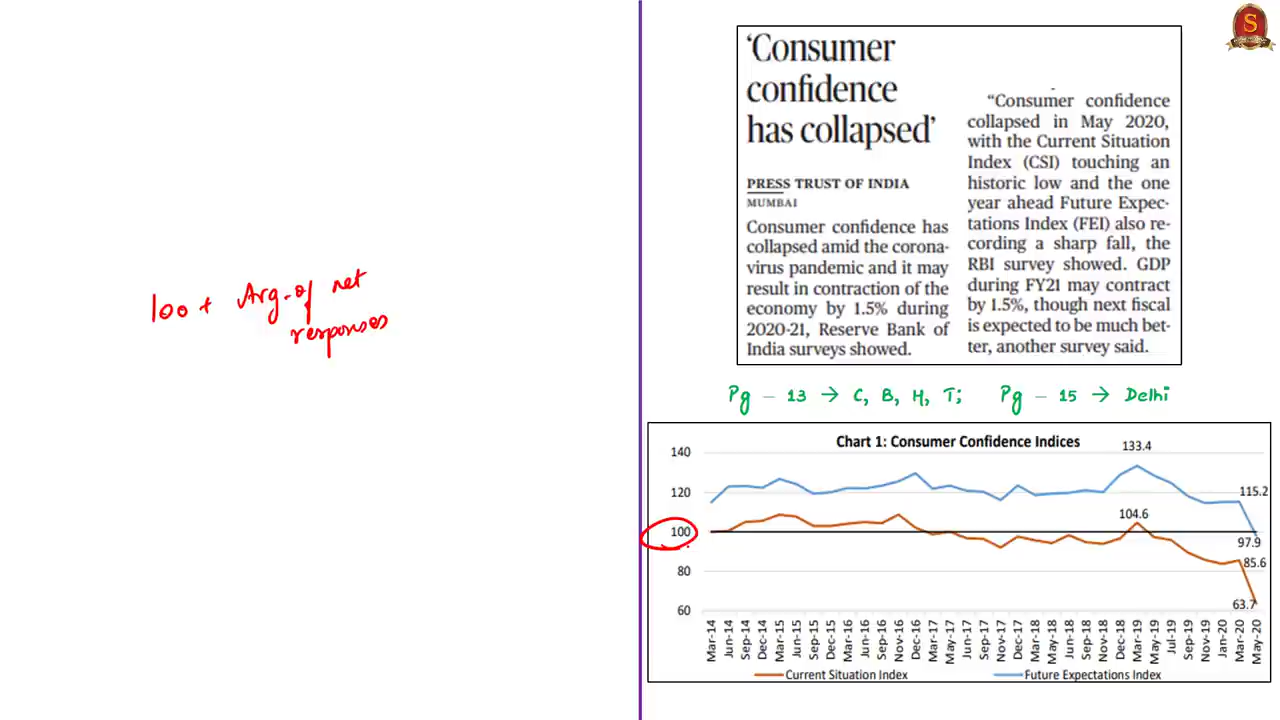 100 + Avg. of net
responses
S
‘Consumer
confidence
has collapsed’
PRESS TRUST OF INDIA
MUMBAI
Consumer confidence has
collapsed amid the corona-
virus pandemic and it may
result in contraction of the
economy by 1.5% during
2020-21, Reserve Bank of
India surveys showed.
“Consumer confidence
collapsed in May 2020,
with the Current Situation
Index (CSI) touching an
historic low and the one
year ahead Future Expec-
tations Index (FEI) also re-
cording a sharp fall, the
RBI survey showed. GDP
during FY21 may contract
by 1.5%, though next fiscal
is expected to be much bet-
ter, another survey said.
Pg – 13 → C, B, H, T; Pg – 15 → Delhi
Chart 1: Consumer Confidence Indices
140
120
100
80
60
133.4
104.6
115.2
97.9
85.6
63.7
Mar-14
Jun-14
Sep-14
Dec-14
Mar-15
Jun-15
Sep-15
Dec-15
Mar-16
Jun-16
Sep-16
Nov-16
Dec-16
Mar-17
May-17
Jun-17
Sep-17
Nov-17
Dec-17
Mar-18
May-18
Jun-18
Sep-18
Nov-18
Dec-18
Mar-19
May-19
Jul-19
Sep-19
Nov-19
Jan-20
Mar-20
May-20
Current Situation Index
Future Expectations Index